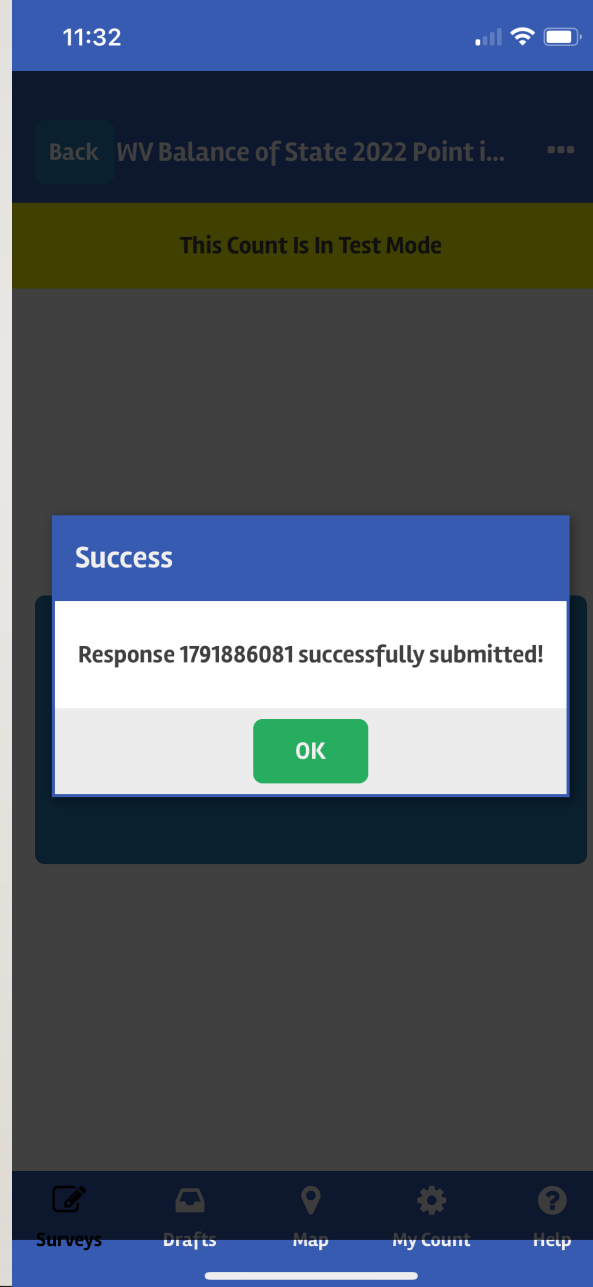 11:32
Back WV Balance of State 2022 Point i... ...
This Count Is In Test Mode
Success
Response 1791886081 successfully submitted!
OK
Surveys Drafts Map My Count Help